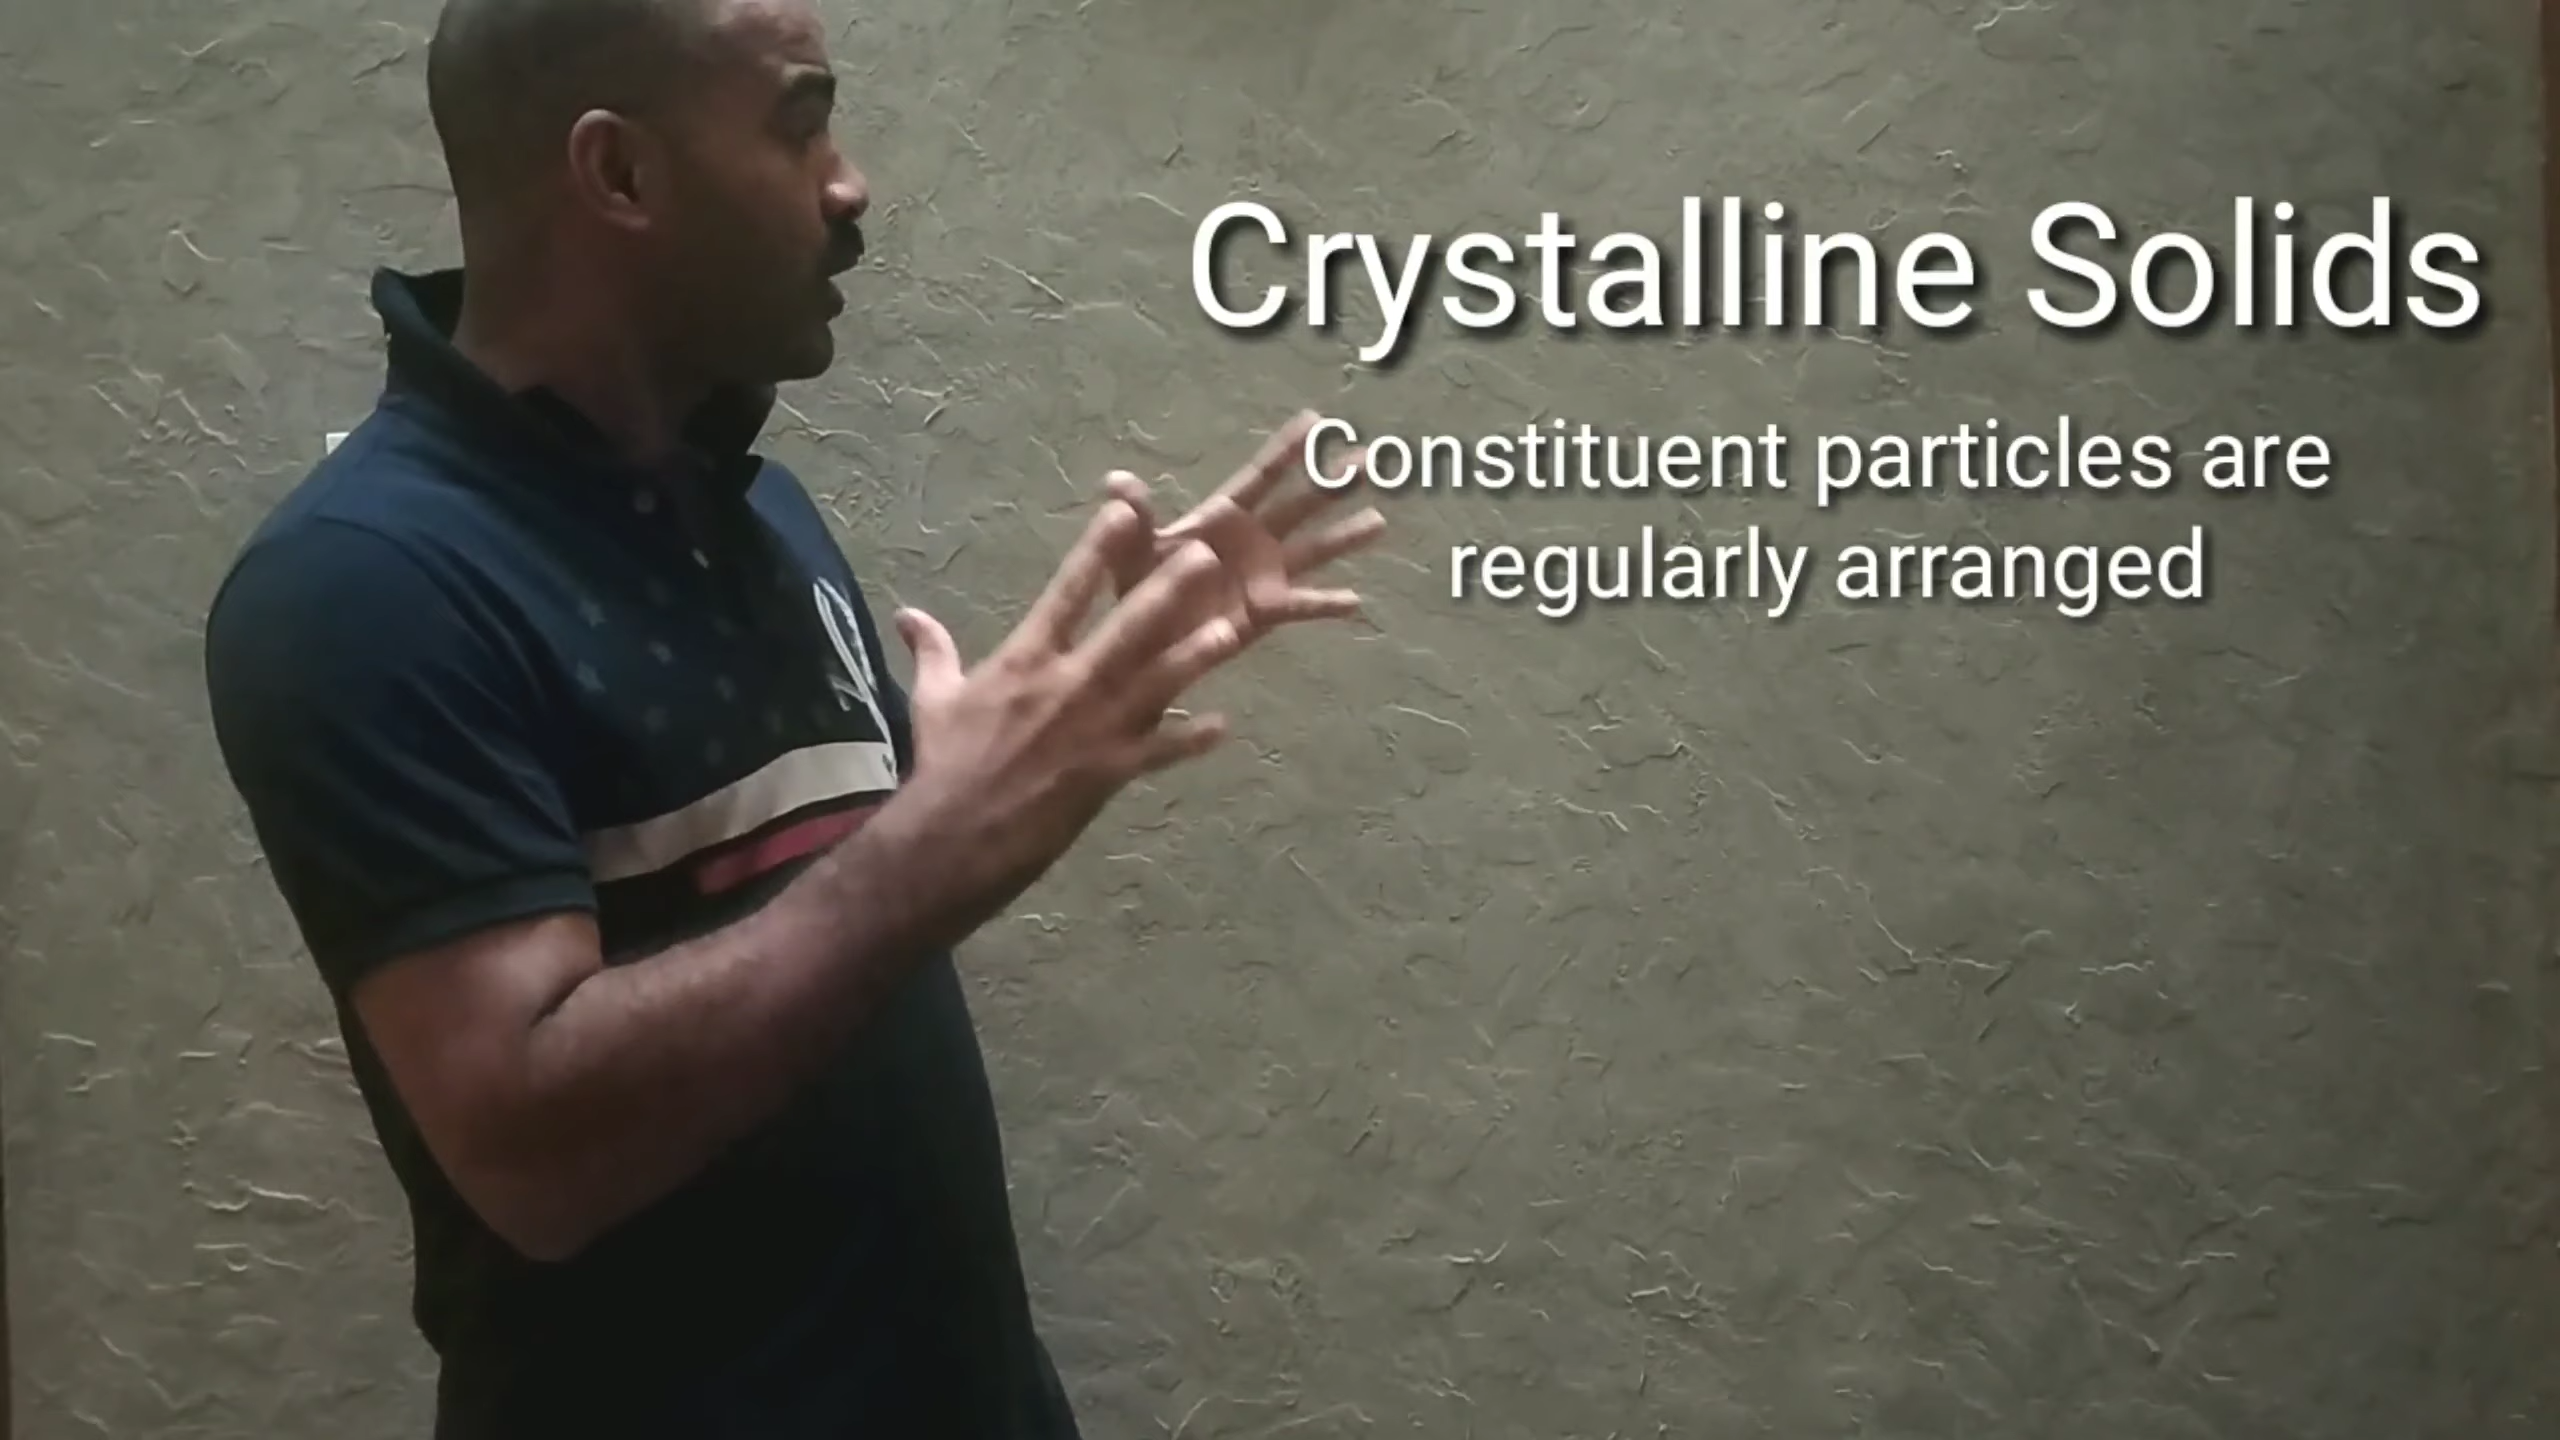 Crystalline Solids
Constituent particles are
regularly arranged